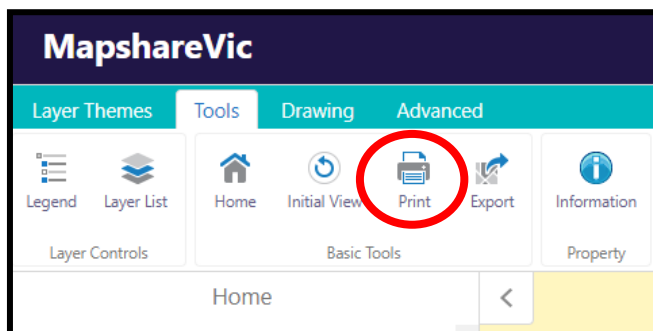 MapshareVic
Layer Themes Tools Drawing Advanced
Legend Layer List Home Initial View Print Export Information
Layer Controls Basic Tools Property
Home